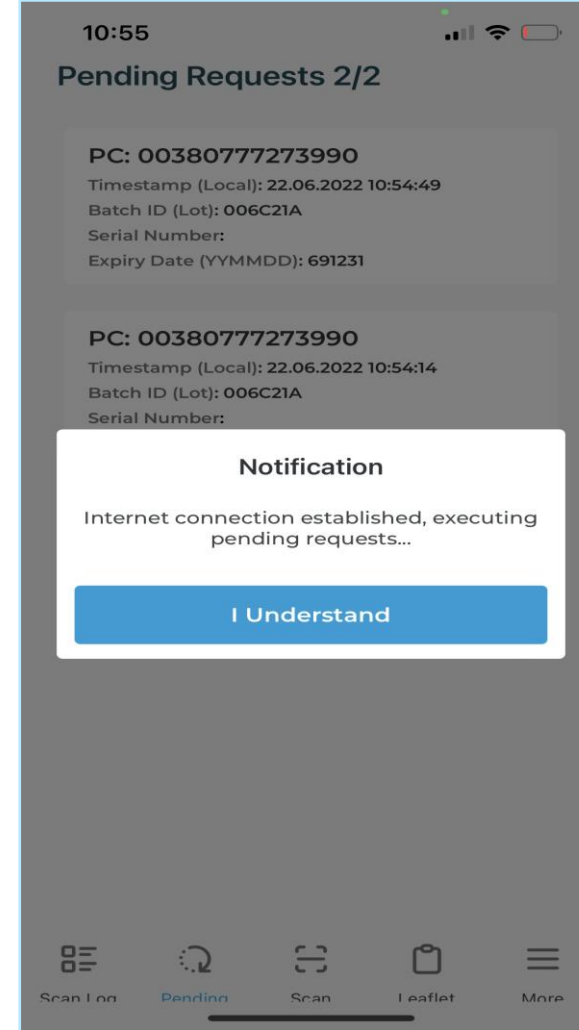 10:55
Pending Requests 2/2
PC: 00380777273990
Timestamp (Local): 22.06.2022 10:54:49
Batch ID (Lot): 006C21A
Serial Number:
Expiry Date (YYMMDD): 691231
PC: 00380777273990
Timestamp (Local): 22.06.2022 10:54:14
Batch ID (Lot): 006C21A
Serial Number:
Notification
Internet connection established, executing
pending requests...
I Understand
Scan Log Pending Scan Leaflet More